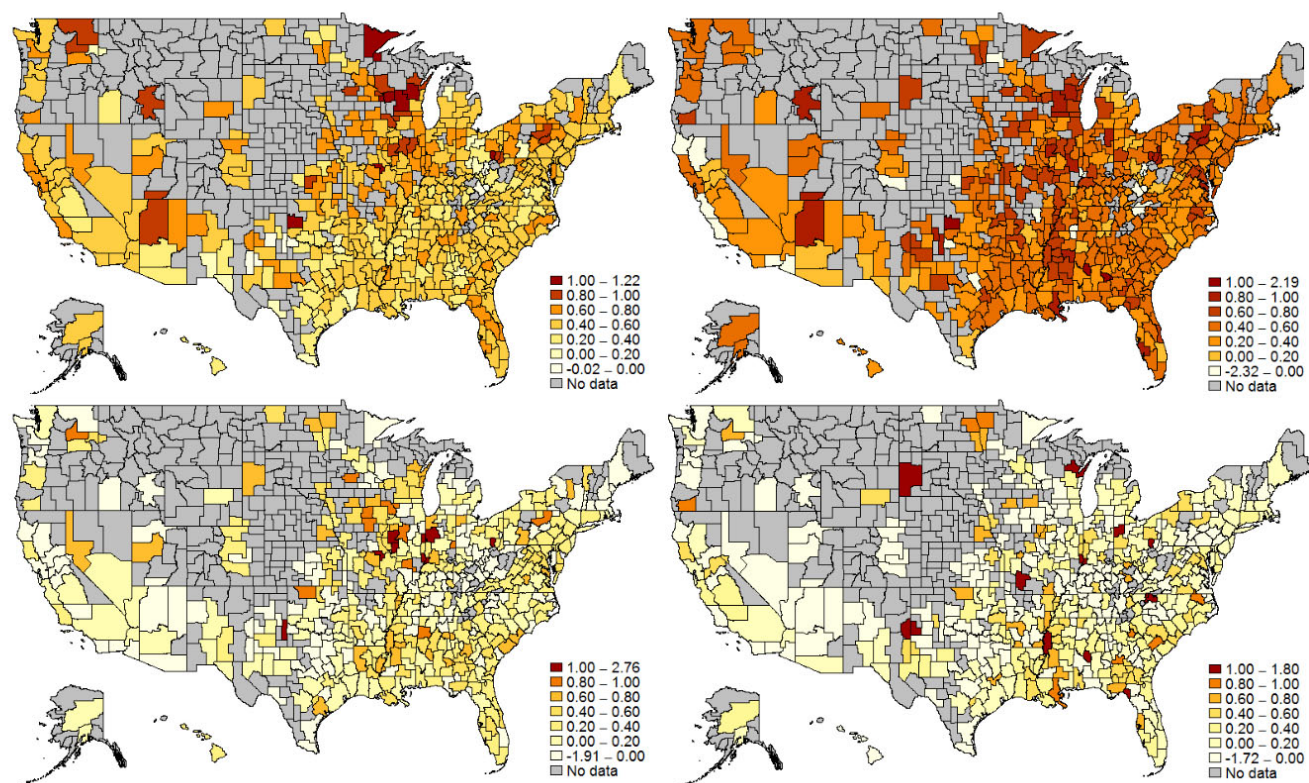 1.00 – 1.22
0.80 – 1.00
0.60 – 0.80
0.40 – 0.60
0.20 – 0.40
0.00 – 0.20
-0.02 – 0.00
No data
1.00 – 2.19
0.80 – 1.00
0.60 – 0.80
0.40 – 0.60
0.20 – 0.40
0.00 – 0.20
-2.32 – 0.00
No data
1.00 – 2.76
0.80 – 1.00
0.60 – 0.80
0.40 – 0.60
0.20 – 0.40
0.00 – 0.20
-1.91 – 0.00
No data
1.00 – 1.80
0.80 – 1.00
0.60 – 0.80
0.40 – 0.60
0.20 – 0.40
0.00 – 0.20
-1.72 – 0.00
No data